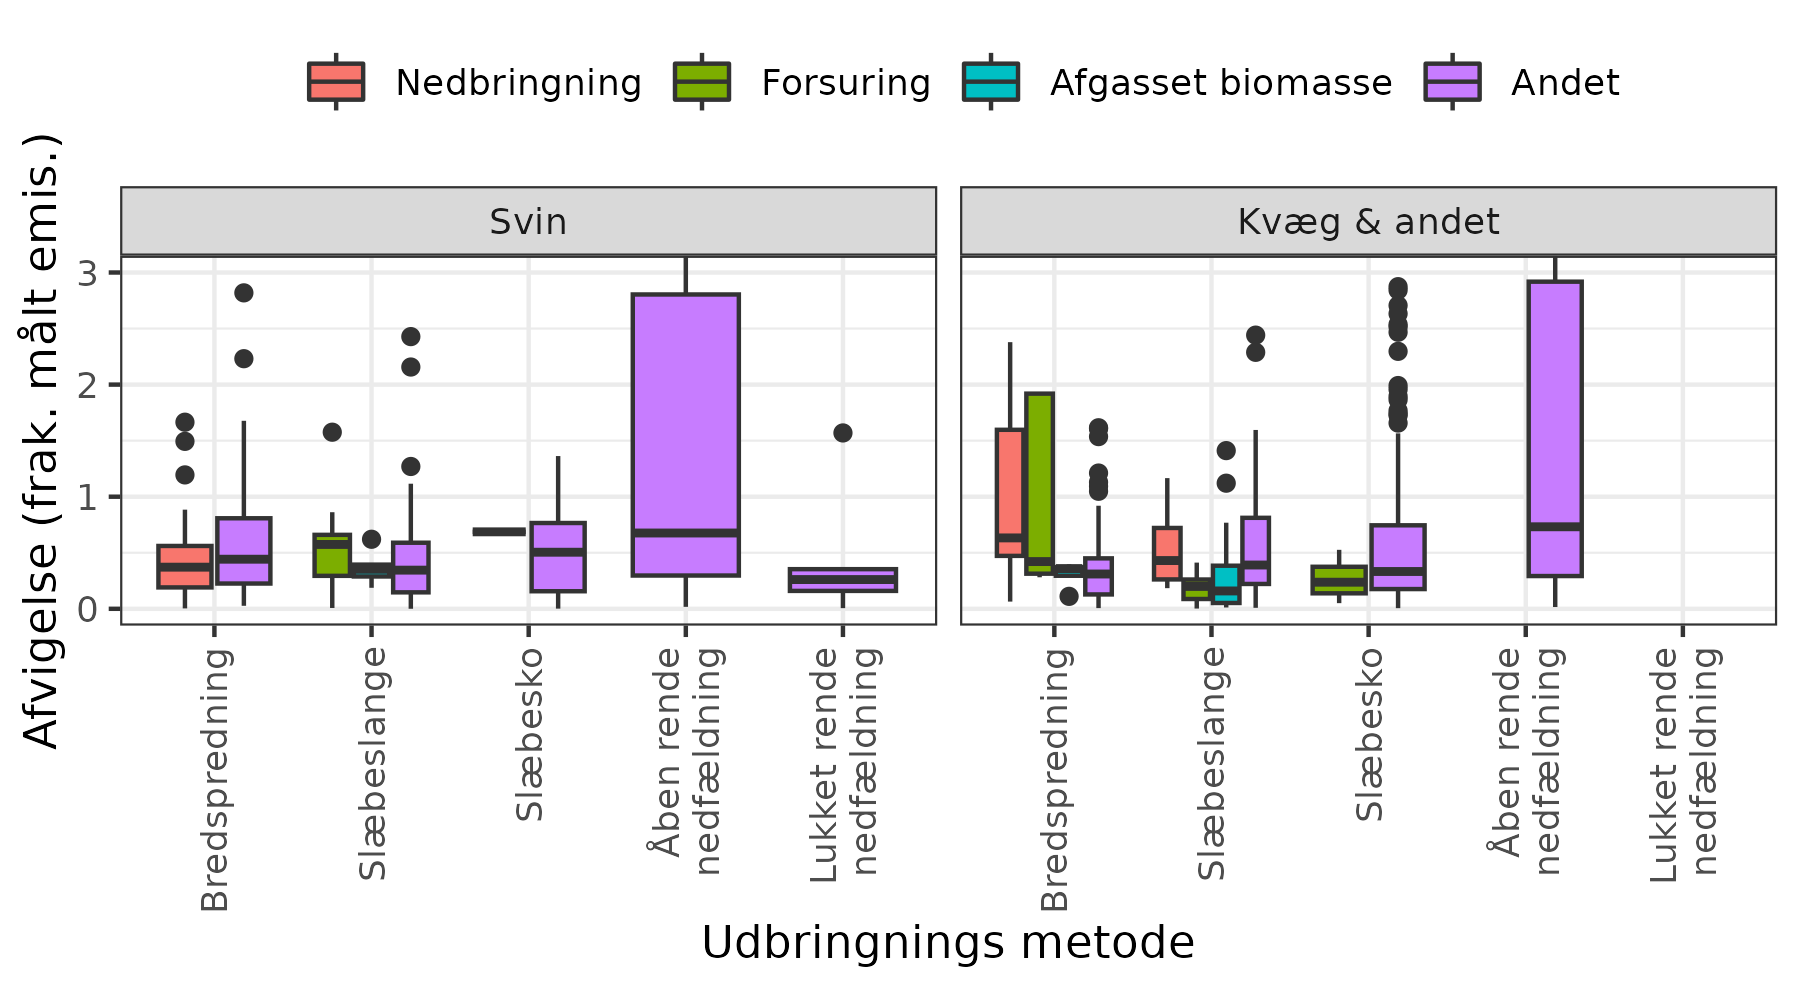 Nedbringning Forsuring Afgasset biomasse Andet
Afvigelse (frak. målt emis.)
Svin
Kvæg & andet
3
2
1
0
Bredspredning
Slæbeslange
Slæbesko
Åben rende
nedfældning
Lukket rende
nedfældning
Bredspredning
Slæbeslange
Slæbesko
Åben rende
nedfældning
Lukket rende
nedfældning
Udbringnings metode